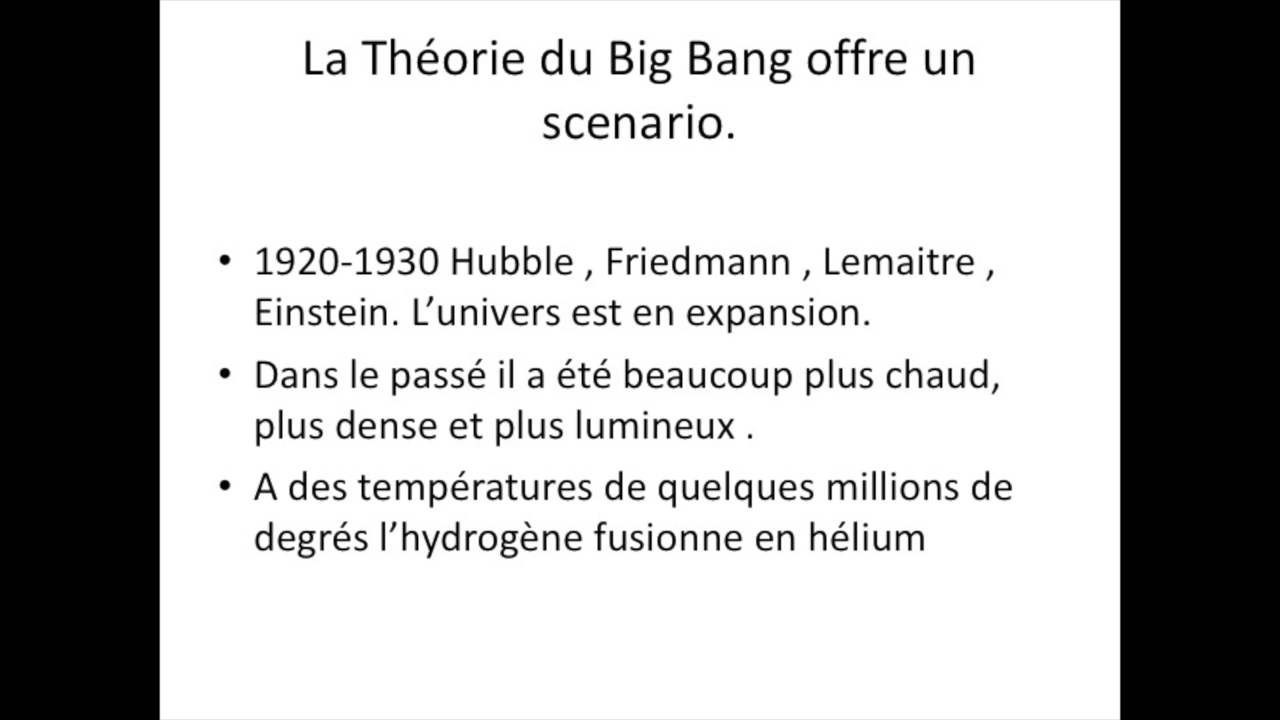 La Théorie du Big Bang offre un
scenario.
• 1920-1930 Hubble , Friedmann , Lemaitre ,
Einstein. L’univers est en expansion.
• Dans le passé il a été beaucoup plus chaud,
plus dense et plus lumineux .
• A des températures de quelques millions de
degrés l’hydrogène fusionne en hélium